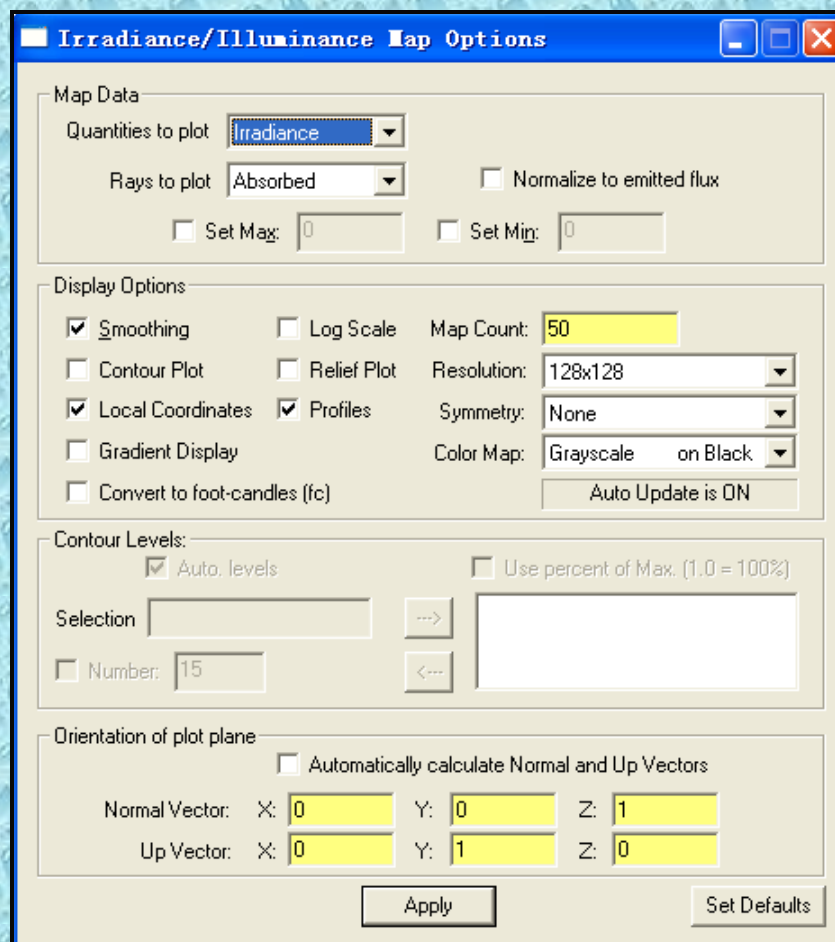 Irradiance/Illuminance Map Options
Map Data
Quantities to plot Irradiance
Rays to plot Absorbed Normalize to emitted flux
Set Max: 0 Set Min: 0
Display Options
Smoothing Log Scale Map Count: 50
Contour Plot Relief Plot Resolution: 128x128
Local Coordinates Profiles Symmetry: None
Gradient Display Color Map: Grayscale on Black
Convert to foot-candles (fc) Auto Update is ON
Contour Levels:
Auto. levels Use percent of Max. (1.0 = 100%)
Selection --->
Number: 15 <---
Orientation of plot plane
Automatically calculate Normal and Up Vectors
Normal Vector: X: 0 Y: 0 Z: 1
Up Vector: X: 0 Y: 1 Z: 0
Apply Set Defaults